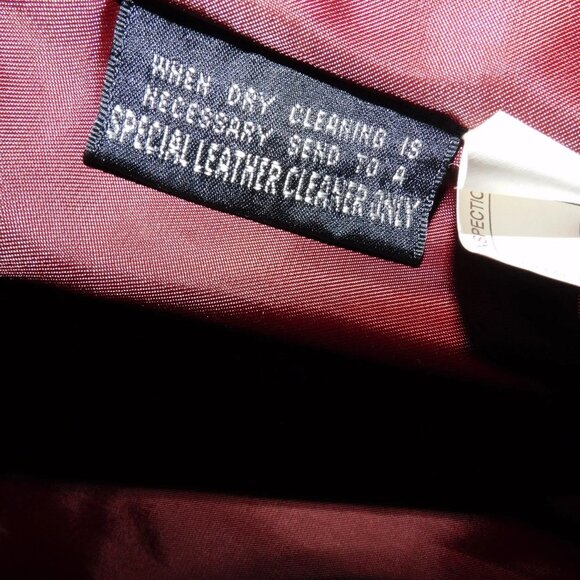 WHEN DRY CLEANING IS
NECESSARY SEND TO A
SPECIAL LEATHER CLEANER ONLY